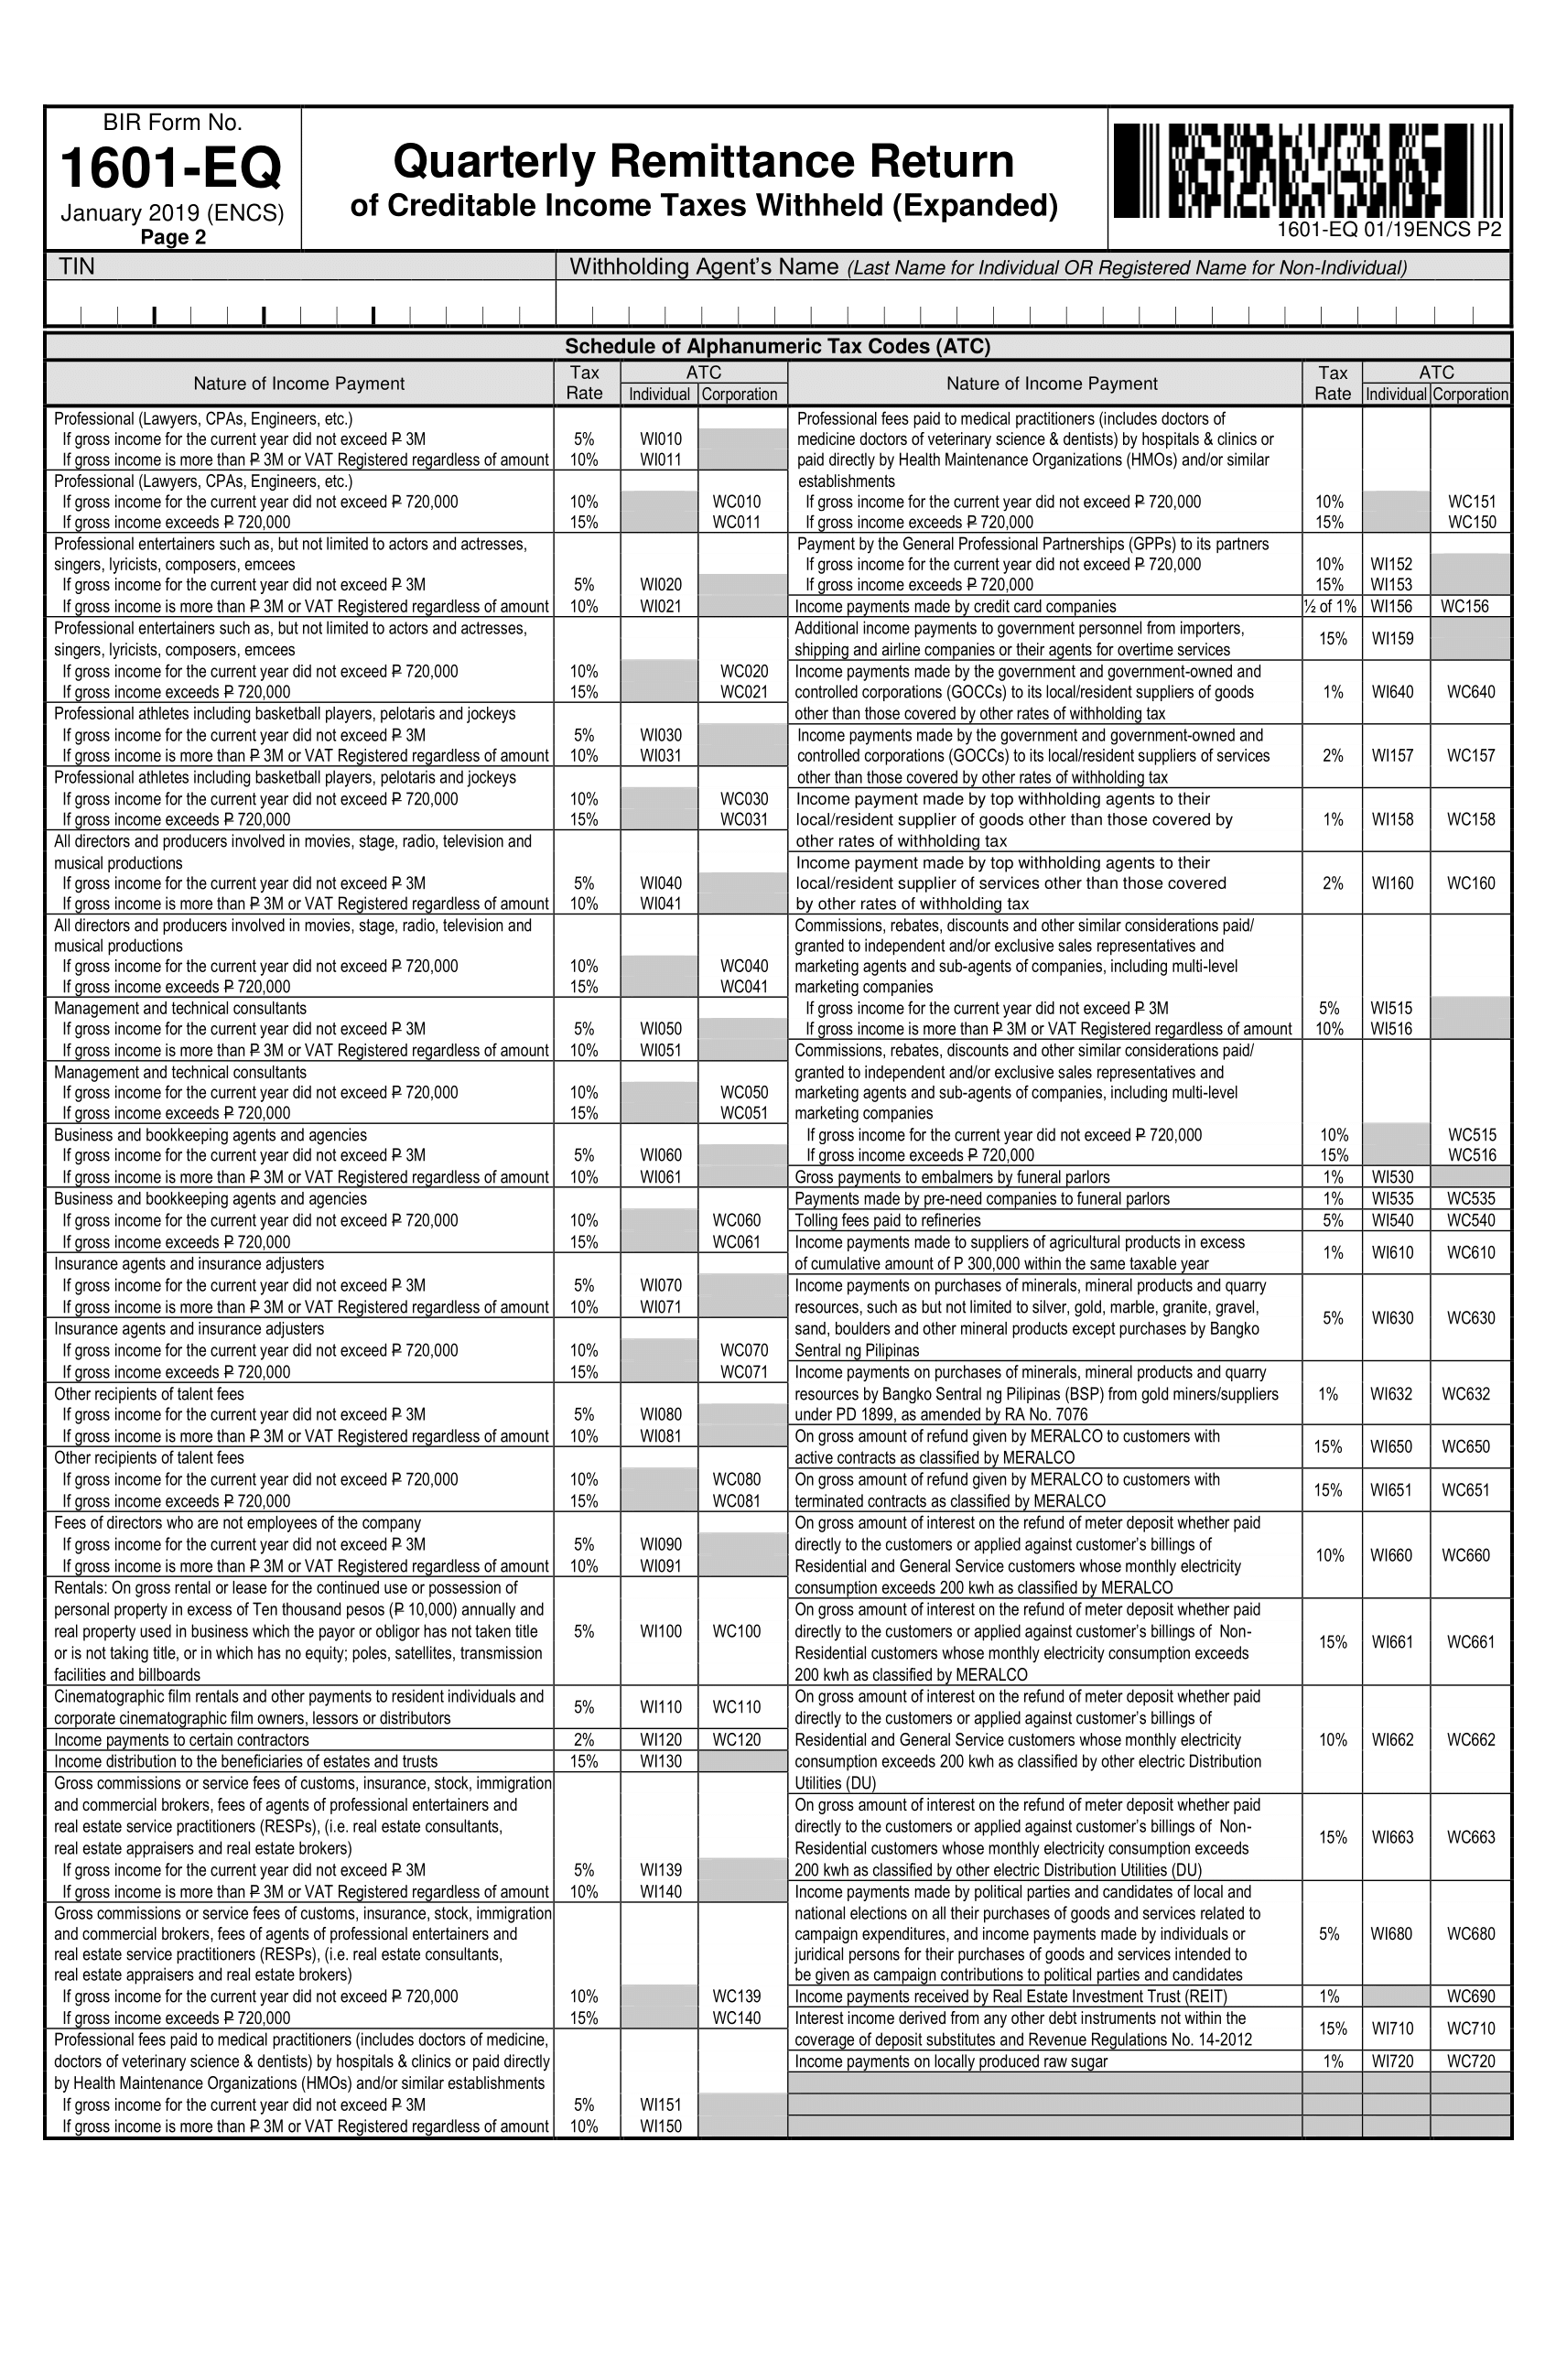 BIR Form No.
1601-EQ
January 2019 (ENCS)
Page 2
Quarterly Remittance Return
of Creditable Income Taxes Withheld (Expanded)
1601-EQ 01/19ENCS P2
TIN
Withholding Agent's Name (Last Name for Individual OR Registered Name for Non-Individual)
Schedule of Alphanumeric Tax Codes (ATC)
Nature of Income Payment
Tax Rate
ATC
Individual Corporation
Professional (Lawyers, CPAs, Engineers, etc.)
If gross income for the current year did not exceed ₱ 3M 5% WI010
If gross income is more than ₱ 3M or VAT Registered regardless of amount 10% WI011
Professional (Lawyers, CPAs, Engineers, etc.)
If gross income for the current year did not exceed ₱ 720,000 10% WC010
If gross income exceeds ₱ 720,000 15% WC011
Professional entertainers such as, but not limited to actors and actresses,
singers, lyricists, composers, emcees
If gross income for the current year did not exceed ₱ 3M 5% WI020
If gross income is more than ₱ 3M or VAT Registered regardless of amount 10% WI021
Professional entertainers such as, but not limited to actors and actresses,
singers, lyricists, composers, emcees
If gross income for the current year did not exceed ₱ 720,000 10% WC020
If gross income exceeds ₱ 720,000 15% WC021
Professional athletes including basketball players, pelotaris and jockeys
If gross income for the current year did not exceed ₱ 3M 5% WI030
If gross income is more than ₱ 3M or VAT Registered regardless of amount 10% WI031
Professional athletes including basketball players, pelotaris and jockeys
If gross income for the current year did not exceed ₱ 720,000 10% WC030
If gross income exceeds ₱ 720,000 15% WC031
All directors and producers involved in movies, stage, radio, television and
musical productions
If gross income for the current year did not exceed ₱ 3M 5% WI040
If gross income is more than ₱ 3M or VAT Registered regardless of amount 10% WI041
All directors and producers involved in movies, stage, radio, television and
musical productions
If gross income for the current year did not exceed ₱ 720,000 10% WC040
If gross income exceeds ₱ 720,000 15% WC041
Management and technical consultants
If gross income for the current year did not exceed ₱ 3M 5% WI050
If gross income is more than ₱ 3M or VAT Registered regardless of amount 10% WI051
Management and technical consultants
If gross income for the current year did not exceed ₱ 720,000 10% WC050
If gross income exceeds ₱ 720,000 15% WC051
Business and bookkeeping agents and agencies
If gross income for the current year did not exceed ₱ 3M 5% WI060
If gross income is more than ₱ 3M or VAT Registered regardless of amount 10% WI061
Business and bookkeeping agents and agencies
If gross income for the current year did not exceed ₱ 720,000 10% WC060
If gross income exceeds ₱ 720,000 15% WC061
Insurance agents and insurance adjusters
If gross income for the current year did not exceed ₱ 3M 5% WI070
If gross income is more than ₱ 3M or VAT Registered regardless of amount 10% WI071
Insurance agents and insurance adjusters
If gross income for the current year did not exceed ₱ 720,000 10% WC070
If gross income exceeds ₱ 720,000 15% WC071
Other recipients of talent fees
If gross income for the current year did not exceed ₱ 3M 5% WI080
If gross income is more than ₱ 3M or VAT Registered regardless of amount 10% WI081
Other recipients of talent fees
If gross income for the current year did not exceed ₱ 720,000 10% WC080
If gross income exceeds ₱ 720,000 15% WC081
Fees of directors who are not employees of the company
If gross income for the current year did not exceed ₱ 3M 5% WI090
If gross income is more than ₱ 3M or VAT Registered regardless of amount 10% WI091
Rentals: On gross rental or lease for the continued use or possession of
personal property in excess of Ten thousand pesos (₱ 10,000) annually and
real property used in business which the payor or obligor has not taken title 5% WI100 WC100
or is not taking title, or in which has no equity; poles, satellites, transmission
facilities and billboards
Cinematographic film rentals and other payments to resident individuals and
corporate cinematographic film owners, lessors or distributors 5% WI110 WC110
Income payments to certain contractors 2% WI120 WC120
Income distribution to the beneficiaries of estates and trusts 15% WI130
Gross commissions or service fees of customs, insurance, stock, immigration
and commercial brokers, fees of agents of professional entertainers and
real estate service practitioners (RESPs), (i.e. real estate consultants,
real estate appraisers and real estate brokers)
If gross income for the current year did not exceed ₱ 3M 5% WI139
If gross income is more than ₱ 3M or VAT Registered regardless of amount 10% WI140
Gross commissions or service fees of customs, insurance, stock, immigration
and commercial brokers, fees of agents of professional entertainers and
real estate service practitioners (RESPs), (i.e. real estate consultants,
real estate appraisers and real estate brokers)
If gross income for the current year did not exceed ₱ 720,000 10% WC139
If gross income exceeds ₱ 720,000 15% WC140
Professional fees paid to medical practitioners (includes doctors of medicine,
doctors of veterinary science & dentists) by hospitals & clinics or paid directly
by Health Maintenance Organizations (HMOs) and/or similar establishments
If gross income for the current year did not exceed ₱ 3M 5% WI151
If gross income is more than ₱ 3M or VAT Registered regardless of amount 10% WI150
Nature of Income Payment
Tax Rate
ATC
Individual Corporation
Professional fees paid to medical practitioners (includes doctors of
medicine doctors of veterinary science & dentists) by hospitals & clinics or
paid directly by Health Maintenance Organizations (HMOs) and/or similar
establishments
If gross income for the current year did not exceed ₱ 720,000 10% WC151
If gross income exceeds ₱ 720,000 15% WC150
Payment by the General Professional Partnerships (GPPs) to its partners
If gross income for the current year did not exceed ₱ 720,000 10% WI152
If gross income exceeds ₱ 720,000 15% WI153
Income payments made by credit card companies ½ of 1% WI156 WC156
Additional income payments to government personnel from importers,
shipping and airline companies or their agents for overtime services 15% WI159
Income payments made by the government and government-owned and
controlled corporations (GOCCs) to its local/resident suppliers of goods 1% WI640 WC640
other than those covered by other rates of withholding tax
Income payments made by the government and government-owned and
controlled corporations (GOCCs) to its local/resident suppliers of services 2% WI157 WC157
other than those covered by other rates of withholding tax
Income payment made by top withholding agents to their
local/resident supplier of goods other than those covered by 1% WI158 WC158
other rates of withholding tax
Income payment made by top withholding agents to their
local/resident supplier of services other than those covered 2% WI160 WC160
by other rates of withholding tax
Commissions, rebates, discounts and other similar considerations paid/
granted to independent and/or exclusive sales representatives and
marketing agents and sub-agents of companies, including multi-level
marketing companies
If gross income for the current year did not exceed ₱ 3M 5% WI515
If gross income is more than ₱ 3M or VAT Registered regardless of amount 10% WI516
Commissions, rebates, discounts and other similar considerations paid/
granted to independent and/or exclusive sales representatives and
marketing agents and sub-agents of companies, including multi-level
marketing companies
If gross income for the current year did not exceed ₱ 720,000 10% WC515
If gross income exceeds ₱ 720,000 15% WC516
Gross payments to embalmers by funeral parlors 1% WI530
Payments made by pre-need companies to funeral parlors 1% WI535 WC535
Tolling fees paid to refineries 5% WI540 WC540
Income payments made to suppliers of agricultural products in excess
of cumulative amount of P 300,000 within the same taxable year 1% WI610 WC610
Income payments on purchases of minerals, mineral products and quarry
resources, such as but not limited to silver, gold, marble, granite, gravel,
sand, boulders and other mineral products except purchases by Bangko 5% WI630 WC630
Sentral ng Pilipinas
Income payments on purchases of minerals, mineral products and quarry
resources by Bangko Sentral ng Pilipinas (BSP) from gold miners/suppliers 1% WI632 WC632
under PD 1899, as amended by RA No. 7076
On gross amount of refund given by MERALCO to customers with
active contracts as classified by MERALCO 15% WI650 WC650
On gross amount of refund given by MERALCO to customers with
terminated contracts as classified by MERALCO 15% WI651 WC651
On gross amount of interest on the refund of meter deposit whether paid
directly to the customers or applied against customer's billings of
Residential and General Service customers whose monthly electricity 10% WI660 WC660
consumption exceeds 200 kwh as classified by MERALCO
On gross amount of interest on the refund of meter deposit whether paid
directly to the customers or applied against customer's billings of Non-
Residential customers whose monthly electricity consumption exceeds 15% WI661 WC661
200 kwh as classified by MERALCO
On gross amount of interest on the refund of meter deposit whether paid
directly to the customers or applied against customer's billings of
Residential and General Service customers whose monthly electricity 10% WI662 WC662
consumption exceeds 200 kwh as classified by other electric Distribution
Utilities (DU)
On gross amount of interest on the refund of meter deposit whether paid
directly to the customers or applied against customer's billings of Non-
Residential customers whose monthly electricity consumption exceeds 15% WI663 WC663
200 kwh as classified by other electric Distribution Utilities (DU)
Income payments made by political parties and candidates of local and
national elections on all their purchases of goods and services related to
campaign expenditures, and income payments made by individuals or 5% WI680 WC680
juridical persons for their purchases of goods and services intended to
be given as campaign contributions to political parties and candidates
Income payments received by Real Estate Investment Trust (REIT) 1% WC690
Interest income derived from any other debt instruments not within the
coverage of deposit substitutes and Revenue Regulations No. 14-2012 15% WI710 WC710
Income payments on locally produced raw sugar 1% WI720 WC720